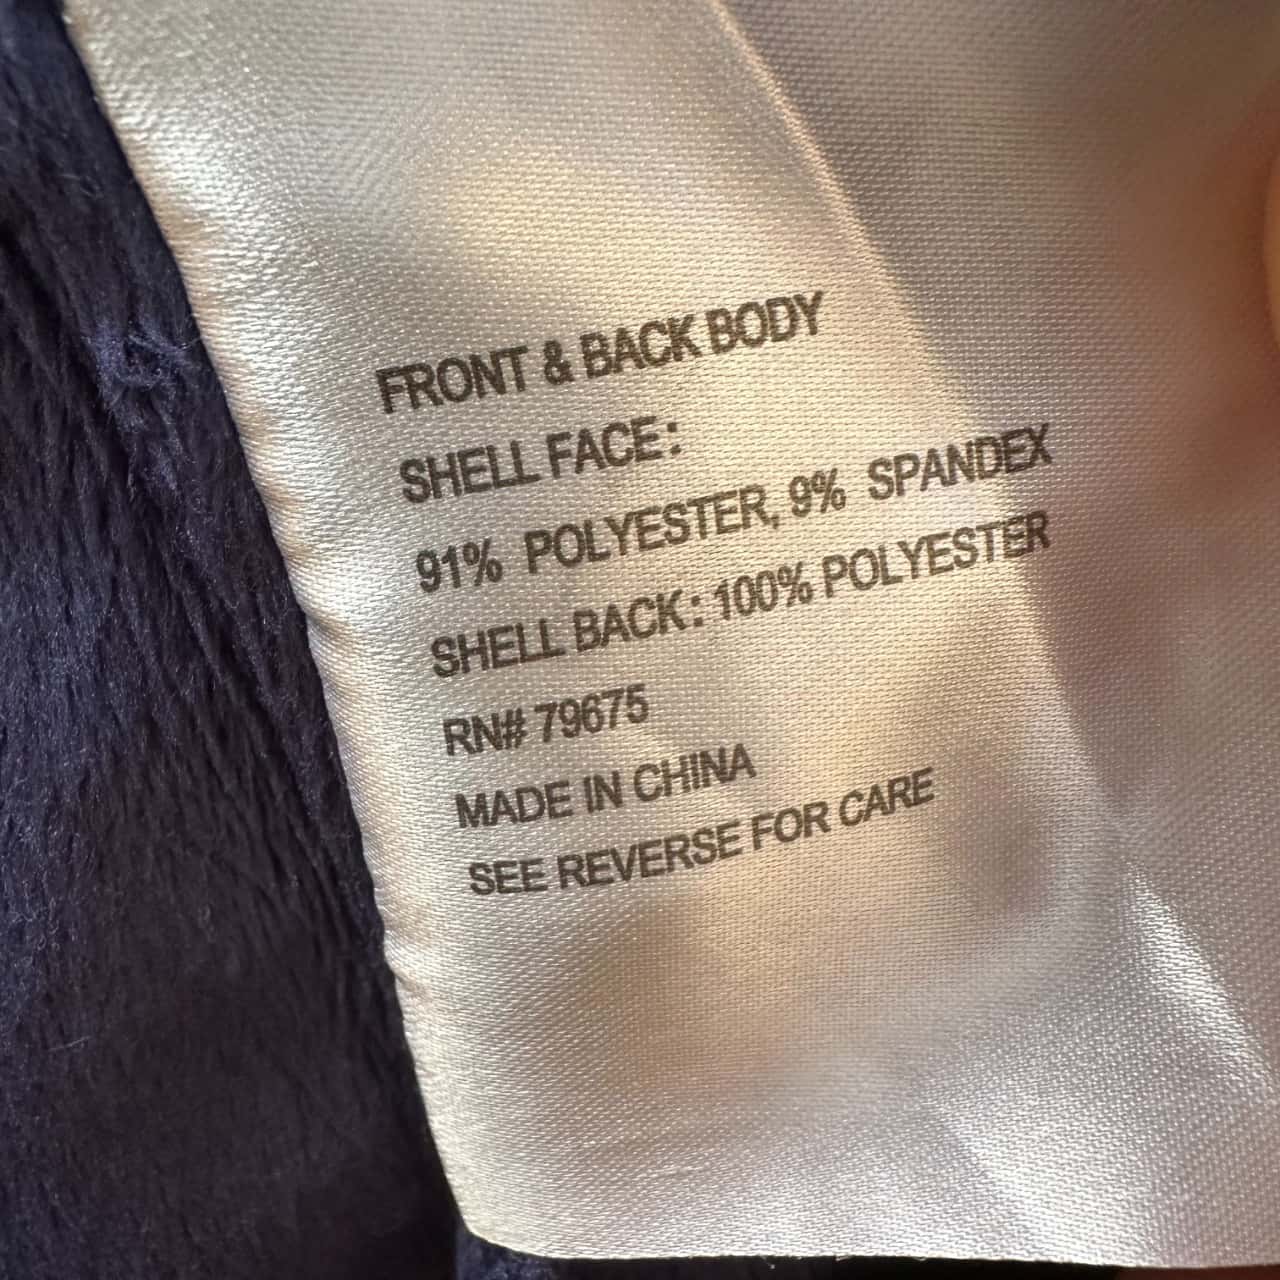 FRONT & BACK BODY
SHELL FACE:
91% POLYESTER, 9% SPANDEX
SHELL BACK: 100% POLYESTER
RN# 79675
MADE IN CHINA
SEE REVERSE FOR CARE